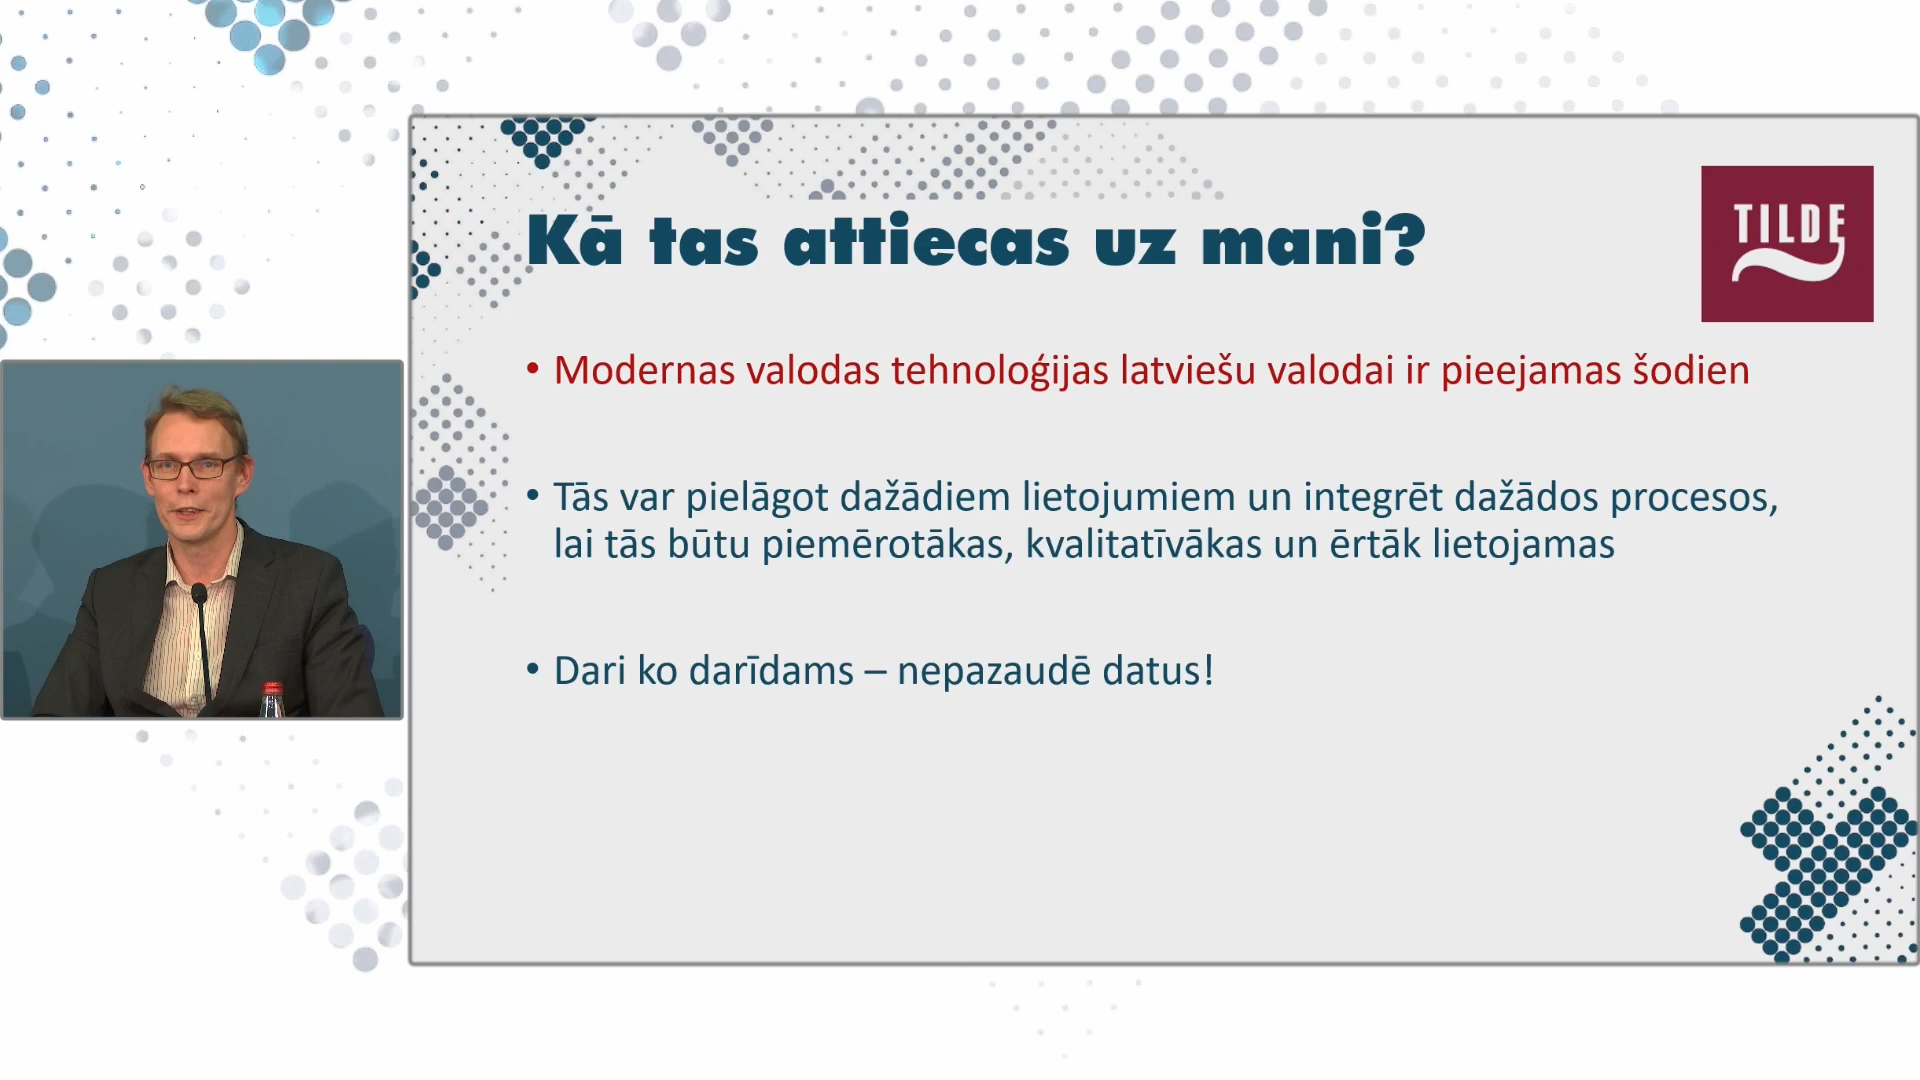 Kā tas attiecas uz mani?
TILDE
• Modernas valodas tehnoloģijas latviešu valodai ir pieejamas šodien
• Tās var pielāgot dažādiem lietojumiem un integrēt dažādos procesos,
lai tās būtu piemērotākas, kvalitatīvākas un ērtāk lietojamas
• Dari ko darīdams – nepazaudē datus!